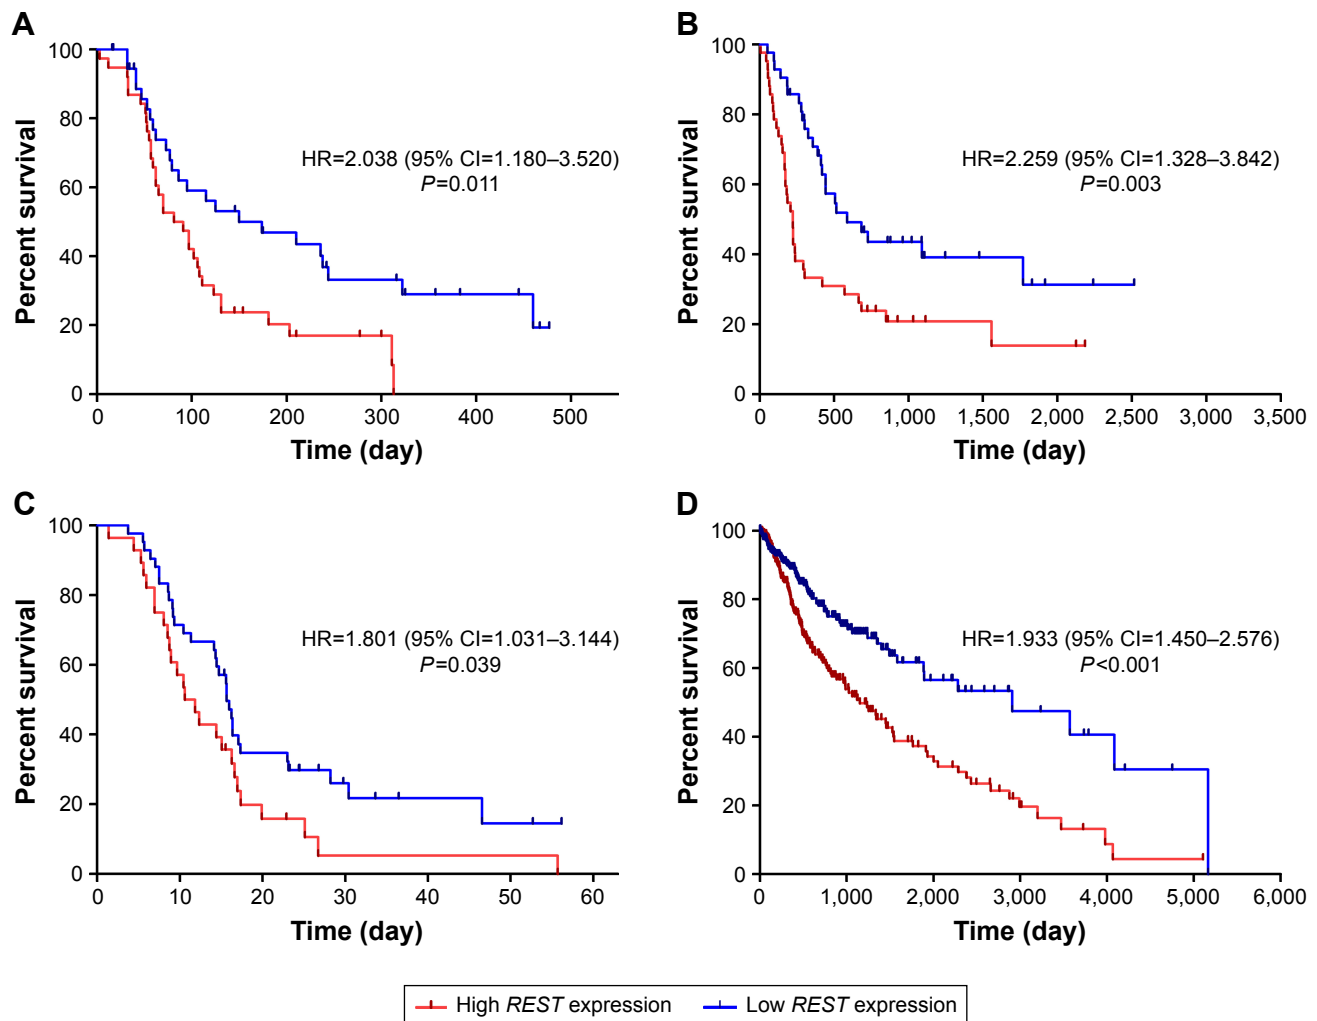 A
Percent survival
100
80
60
40
20
0
HR=2.038 (95% CI=1.180–3.520)
P=0.011
0 100 200 300 400 500
Time (day)
B
Percent survival
100
80
60
40
20
0
HR=2.259 (95% CI=1.328–3.842)
P=0.003
0 500 1,000 1,500 2,000 2,500 3,000 3,500
Time (day)
C
Percent survival
100
80
60
40
20
0
HR=1.801 (95% CI=1.031–3.144)
P=0.039
0 10 20 30 40 50 60
Time (day)
D
Percent survival
100
80
60
40
20
0
HR=1.933 (95% CI=1.450–2.576)
P<0.001
0 1,000 2,000 3,000 4,000 5,000 6,000
Time (day)
High REST expression Low REST expression